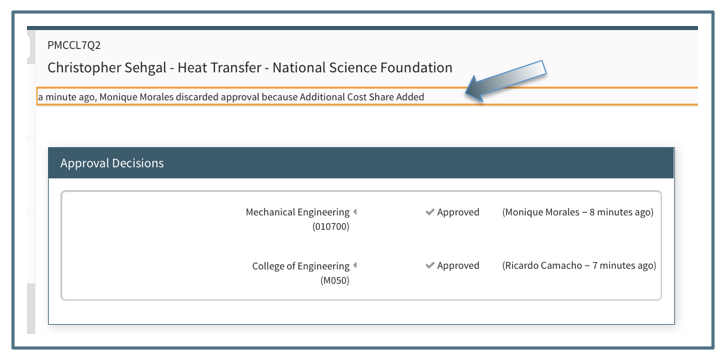 PMCCL7Q2
Christopher Sehgal - Heat Transfer - National Science Foundation
a minute ago, Monique Morales discarded approval because Additional Cost Share Added
Approval Decisions
Mechanical Engineering ✔ Approved (Monique Morales – 8 minutes ago)
(010700)
College of Engineering ✔ Approved (Ricardo Camacho – 7 minutes ago)
(M050)